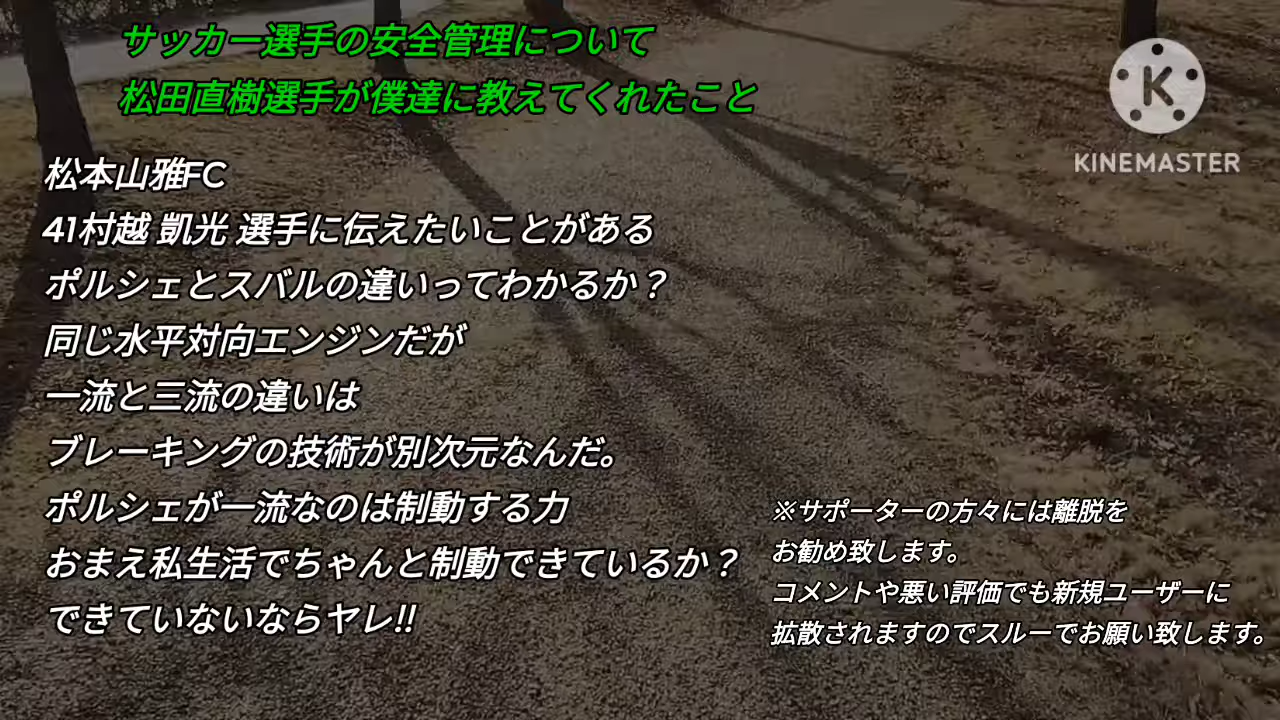 サッカー選手の安全管理について
松田直樹選手が僕達に教えてくれたこと
KINEMASTER
松本山雅FC
41村越 凱光 選手に伝えたいことがある
ポルシェとスバルの違いってわかるか？
同じ水平対向エンジンだが
一流と三流の違いは
ブレーキングの技術が別次元なんだ。
ポルシェが一流なのは制動する力
おまえ私生活でちゃんと制動できているか？
できていないならヤレ!!
※サポーターの方々には離脱を
お勧め致します。
コメントや悪い評価でも新規ユーザーに
拡散されますのでスルーでお願い致します。